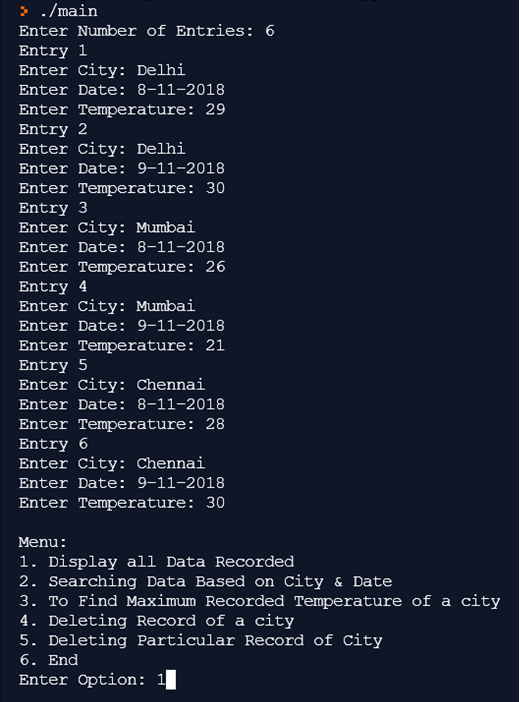 > ./main
Enter Number of Entries: 6
Entry 1
Enter City: Delhi
Enter Date: 8-11-2018
Enter Temperature: 29
Entry 2
Enter City: Delhi
Enter Date: 9-11-2018
Enter Temperature: 30
Entry 3
Enter City: Mumbai
Enter Date: 8-11-2018
Enter Temperature: 26
Entry 4
Enter City: Mumbai
Enter Date: 9-11-2018
Enter Temperature: 21
Entry 5
Enter City: Chennai
Enter Date: 8-11-2018
Enter Temperature: 28
Entry 6
Enter City: Chennai
Enter Date: 9-11-2018
Enter Temperature: 30

Menu:
1. Display all Data Recorded
2. Searching Data Based on City & Date
3. To Find Maximum Recorded Temperature of a city
4. Deleting Record of a city
5. Deleting Particular Record of City
6. End
Enter Option: 1